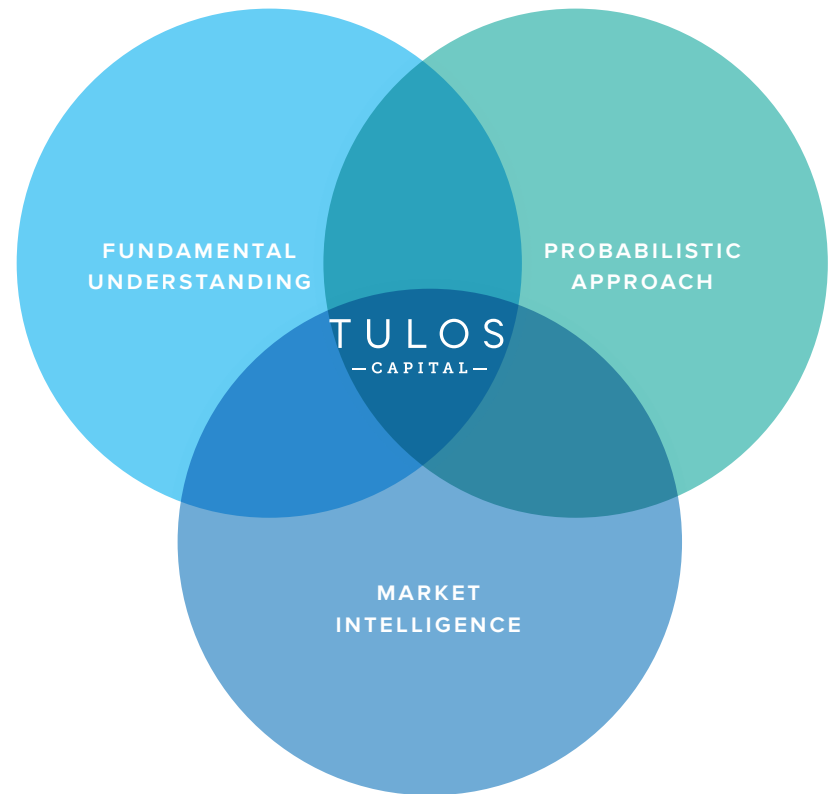 FUNDAMENTAL
UNDERSTANDING
PROBABILISTIC
APPROACH
TULOS
CAPITAL
MARKET
INTELLIGENCE